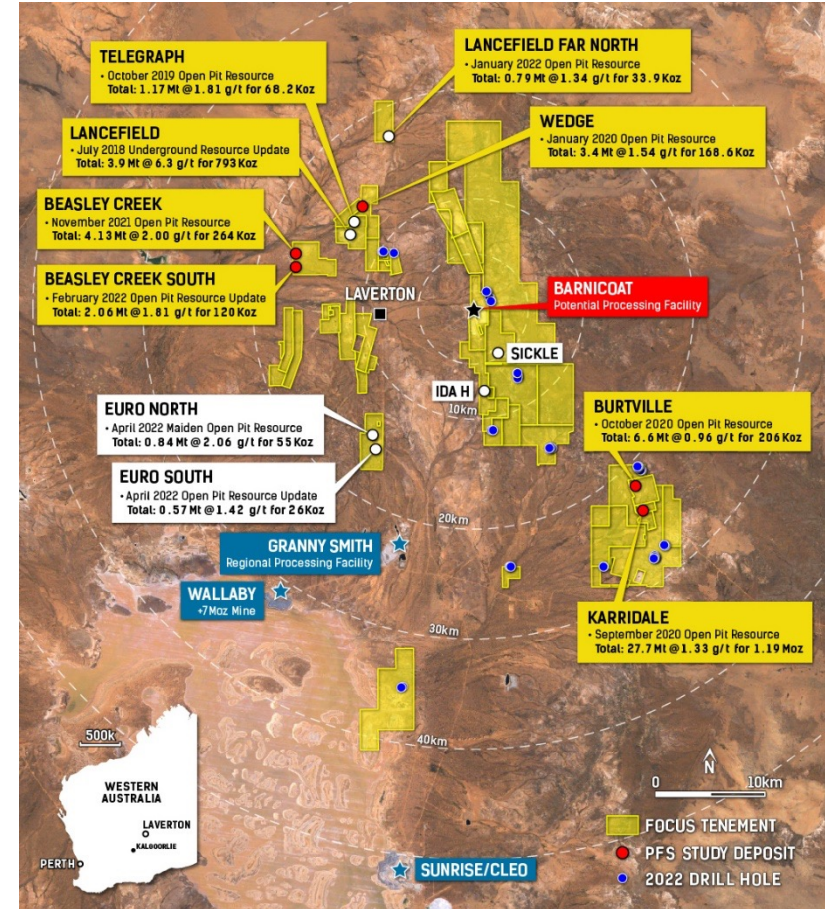 TELEGRAPH
• October 2019 Open Pit Resource
Total: 1.17 Mt @ 1.81 g/t for 68.2Koz
LANCEFIELD FAR NORTH
• January 2022 Open Pit Resource
Total: 0.79 Mt @ 1.34 g/t for 33.9Koz
LANCEFIELD
• July 2018 Underground Resource Update
Total: 3.9 Mt @ 6.3 g/t for 793Koz
WEDGE
• January 2020 Open Pit Resource
Total: 3.4 Mt @ 1.54 g/t for 168.6Koz
BEASLEY CREEK
• November 2021 Open Pit Resource
Total: 4.13 Mt @ 2.00 g/t for 264 Koz
BEASLEY CREEK SOUTH
• February 2022 Open Pit Resource Update
Total: 2.06 Mt @ 1.81 g/t for 120 Koz
LAVERTON
BARNICOAT
Potential Processing Facility
SICKLE
IDA H
10km
EURO NORTH
• April 2022 Maiden Open Pit Resource
Total: 0.84 Mt @ 2.06 g/t for 55 Koz
EURO SOUTH
• April 2022 Open Pit Resource Update
Total: 0.57 Mt @ 1.42 g/t for 26Koz
BURTVILLE
• October 2020 Open Pit Resource
Total: 6.6 Mt @ 0.96 g/t for 206 Koz
20km
GRANNY SMITH
Regional Processing Facility
WALLABY
+7Moz Mine
30km
KARRIDALE
• September 2020 Open Pit Resource
Total: 27.7 Mt @ 1.33 g/t for 1.19 Moz
40km
500k
WESTERN
AUSTRALIA
LAVERTON
KALGOORLIE
PERTH
SUNRISE/CLEO
N
0 10km
FOCUS TENEMENT
PFS STUDY DEPOSIT
2022 DRILL HOLE